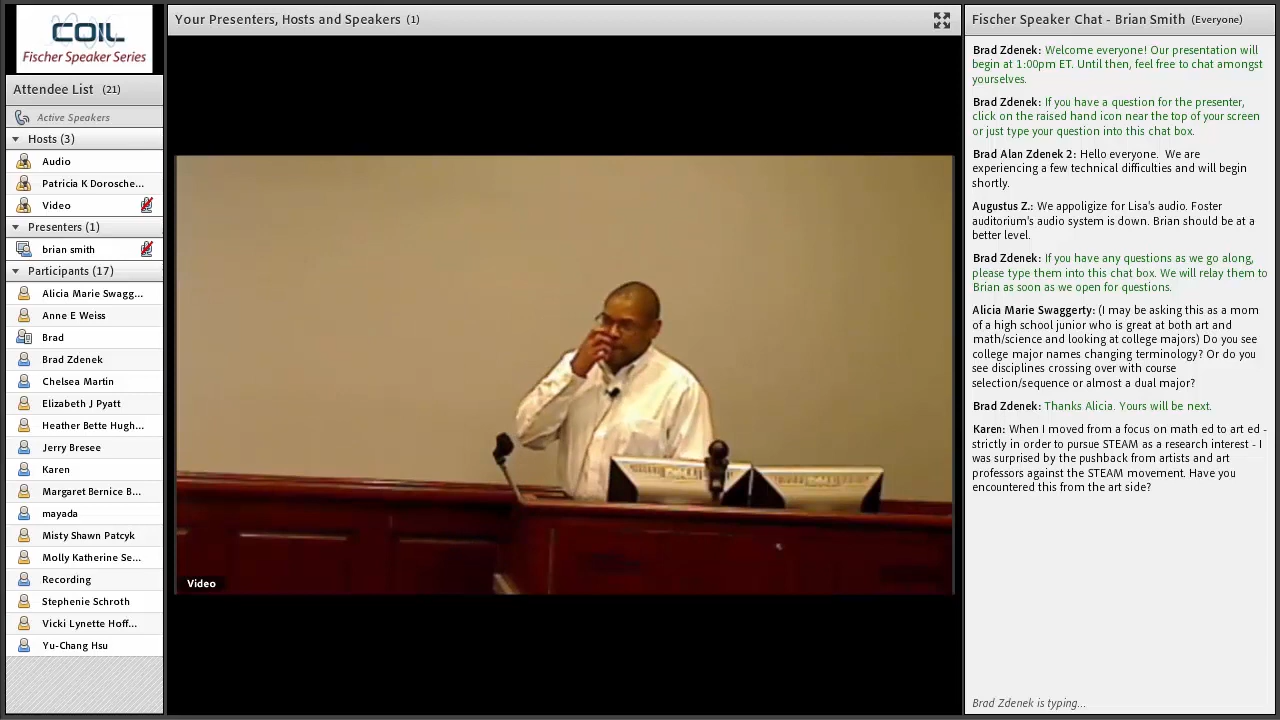 COIL
Fischer Speaker Series
Attendee List (21)
Active Speakers
Hosts (3)
Audio
Patricia K Dorosche...
Video
Presenters (1)
brian smith
Participants (17)
Alicia Marie Swagg...
Anne E Weiss
Brad
Brad Zdenek
Chelsea Martin
Elizabeth J Pyatt
Heather Bette Hugh...
Jerry Bresee
Karen
Margaret Bernice B...
mayada
Misty Shawn Patcyk
Molly Katherine Se...
Recording
Stephenie Schroth
Vicki Lynette Hoff...
Yu-Chang Hsu
Your Presenters, Hosts and Speakers (1)
Video
Fischer Speaker Chat - Brian Smith (Everyone)
Brad Zdenek: Welcome everyone! Our presentation will
begin at 1:00pm ET. Until then, feel free to chat amongst
yourselves.
Brad Zdenek: If you have a question for the presenter,
click on the raised hand icon near the top of your screen
or just type your question into this chat box.
Brad Alan Zdenek 2: Hello everyone. We are
experiencing a few technical difficulties and will begin
shortly.
Augustus Z.: We appoligize for Lisa's audio. Foster
auditorium's audio system is down. Brian should be at a
better level.
Brad Zdenek: If you have any questions as we go along,
please type them into this chat box. We will relay them to
Brian as soon as we open for questions.
Alicia Marie Swaggerty: (I may be asking this as a mom
of a high school junior who is great at both art and
math/science and looking at college majors) Do you see
college major names changing terminology? Or do you
see disciplines crossing over with course
selection/sequence or almost a dual major?
Brad Zdenek: Thanks Alicia. Yours will be next.
Karen: When I moved from a focus on math ed to art ed -
strictly in order to pursue STEAM as a research interest - I
was surprised by the pushback from artists and art
professors against the STEAM movement. Have you
encountered this from the art side?
Brad Zdenek is typing...